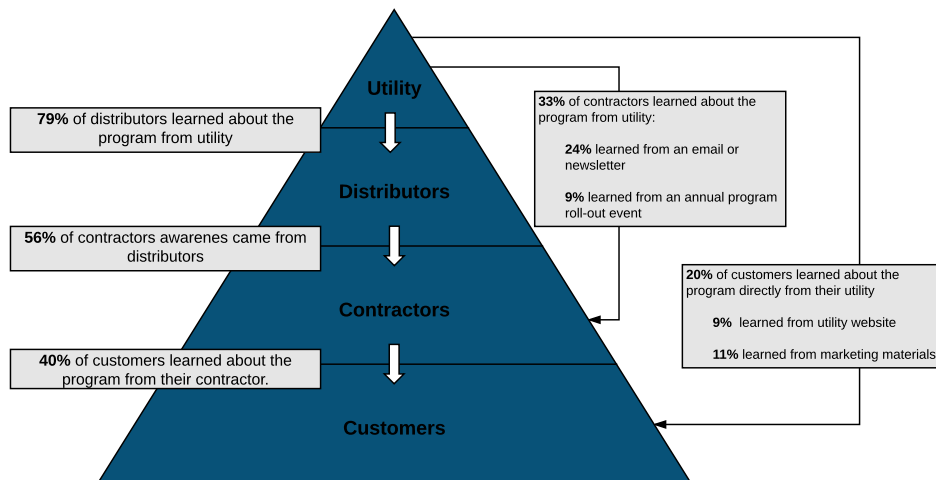 Utility
79% of distributors learned about the
program from utility
Distributors
56% of contractors awarenes came from
distributors
Contractors
40% of customers learned about the
program from their contractor.
Customers
33% of contractors learned about the
program from utility:
24% learned from an email or
newsletter
9% learned from an annual program
roll-out event
20% of customers learned about the
program directly from their utility
9% learned from utility website
11% learned from marketing materials